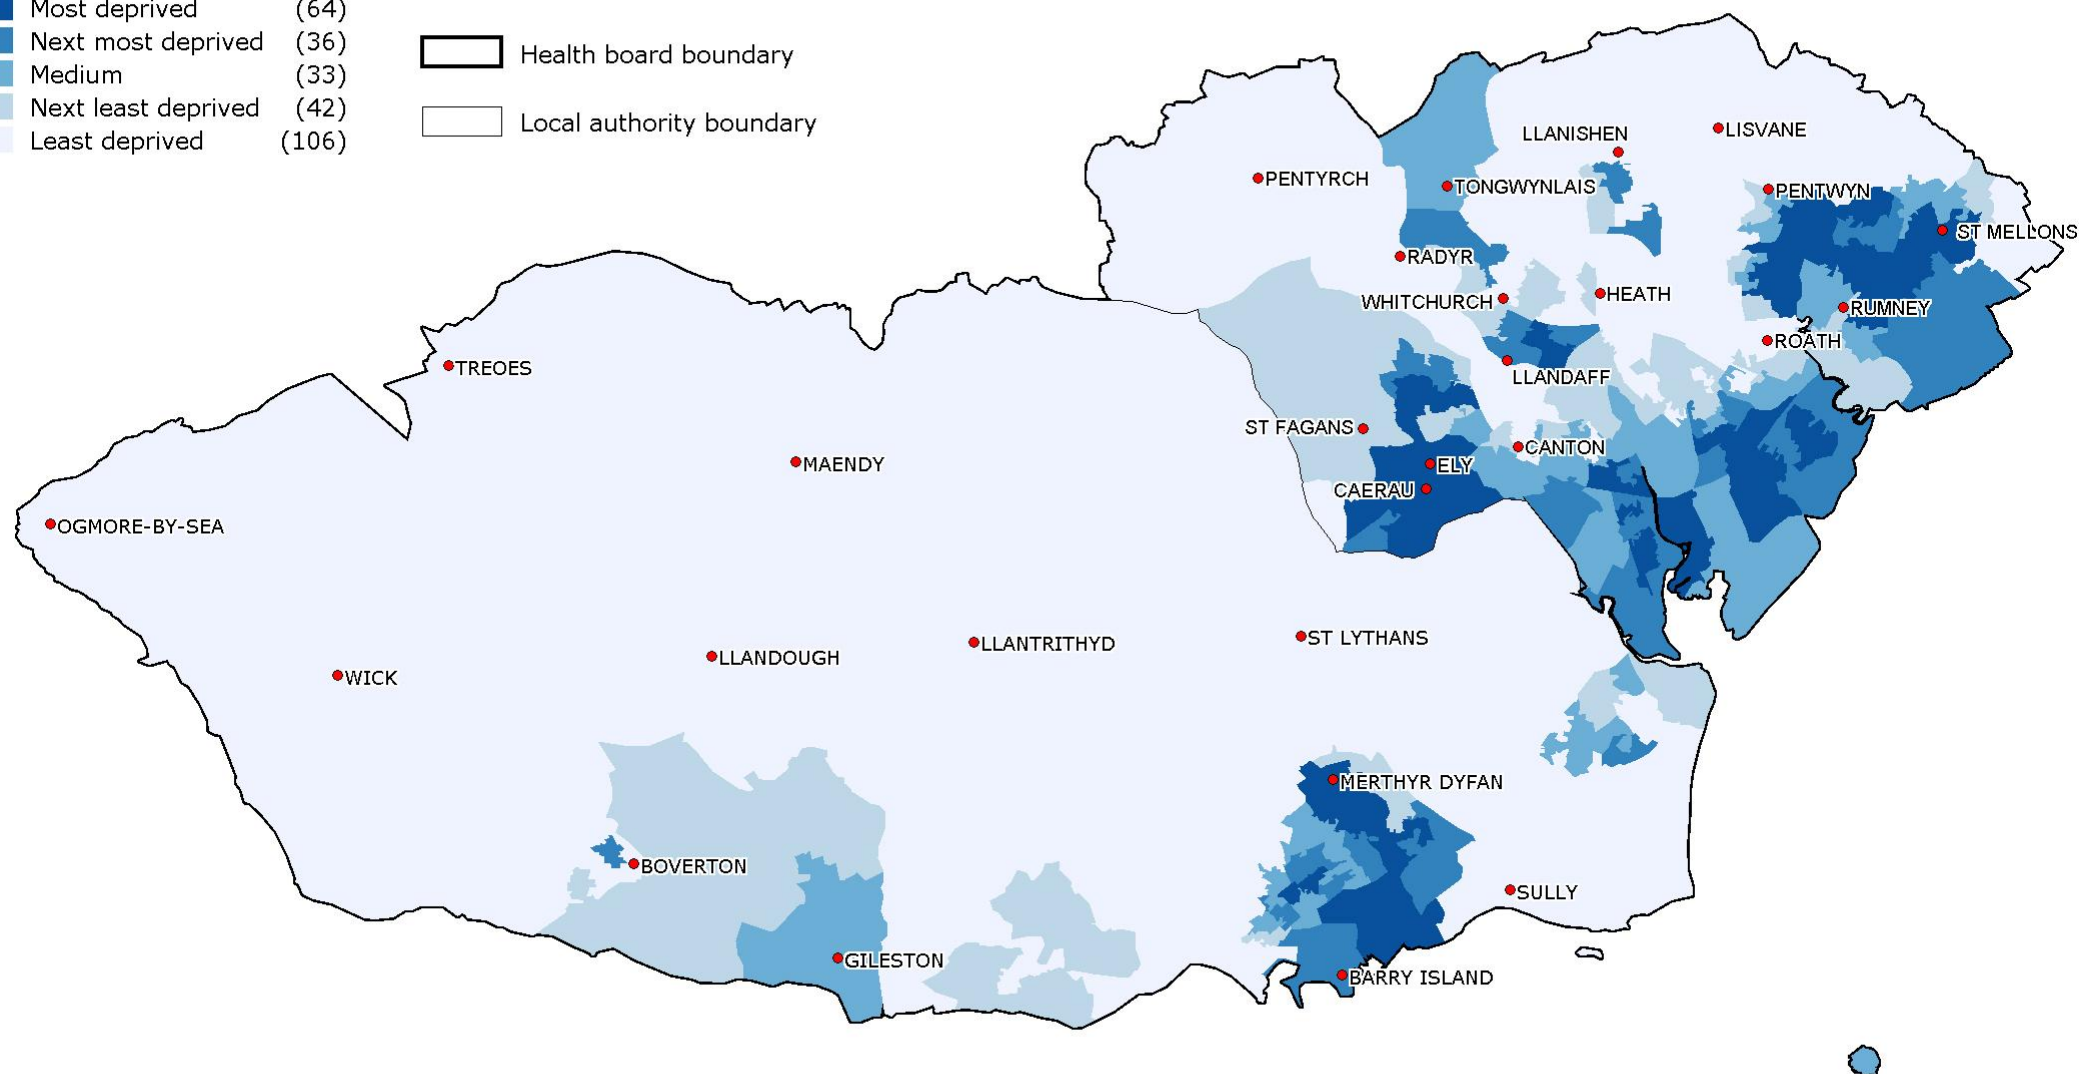 Most deprived (64)
Next most deprived (36)
Medium (33)
Next least deprived (42)
Least deprived (106)
Health board boundary
Local authority boundary
LISVANE
LLANISHEN
PENTYRCH
TONGWYNLAIS
PENTWYN
ST MELLONS
RADYR
HEATH
WHITCHURCH
RUMNEY
ROATH
TREOES
LLANDAFF
ST FAGANS
CANTON
MAENDY
ELY
CAERAU
OGMORE-BY-SEA
ST LYTHANS
LLANTRITHYD
LLANDOUGH
WICK
MERTHYR DYFAN
BOVERTON
SULLY
GILESTON
BARRY ISLAND